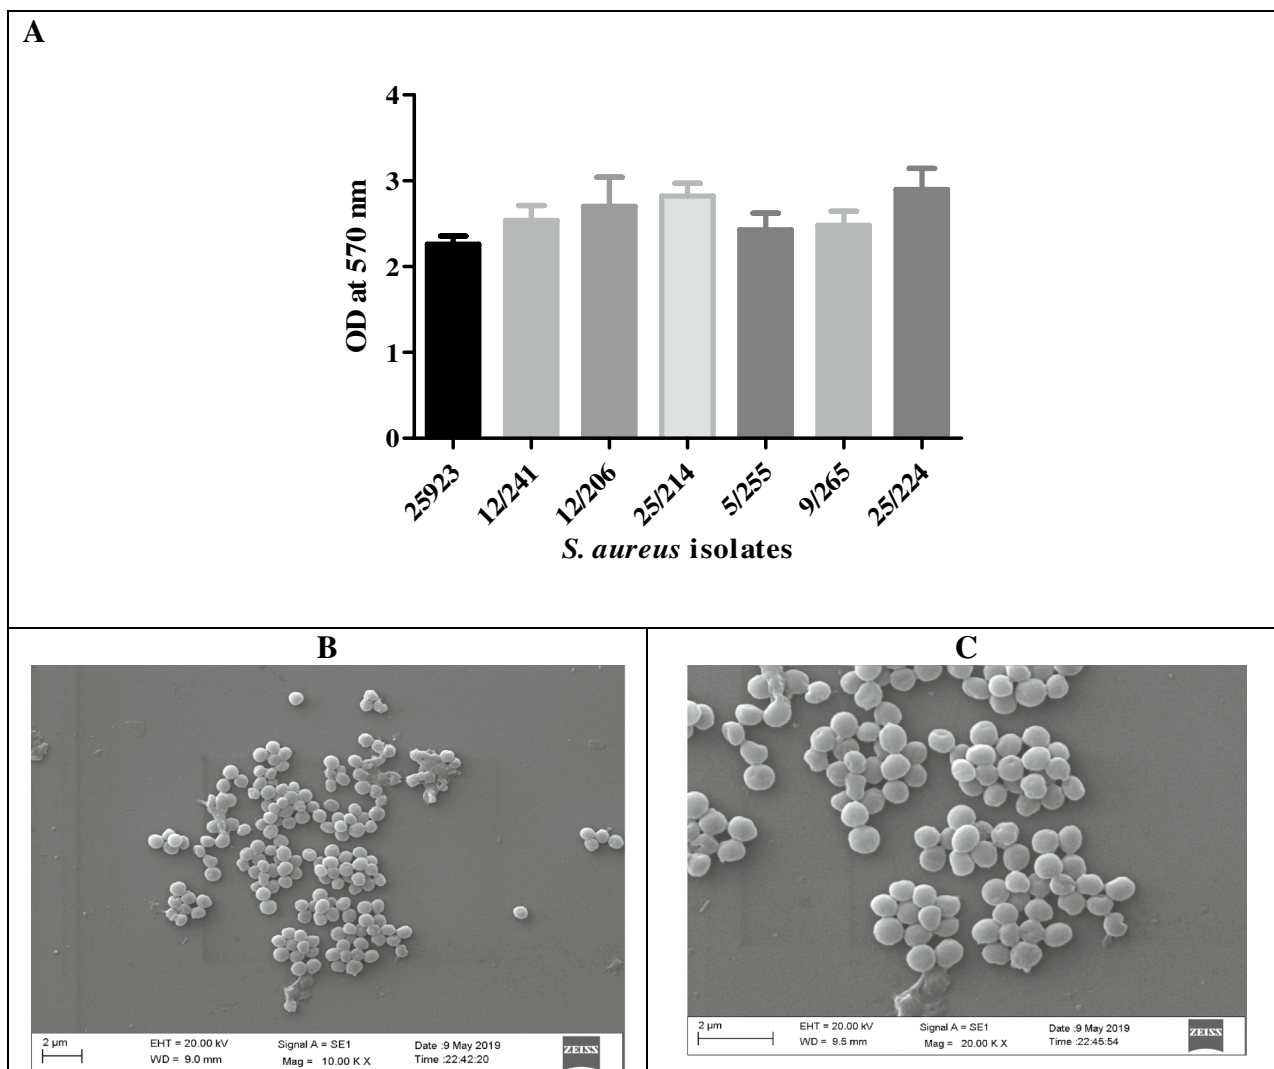 A
4
3
2
1
0
OD at 570 nm
25923
12/241
12/206
25/214
5/255
9/265
25/224
S. aureus isolates
B
C
2 µm
EHT = 20.00 kV
Signal A = SE1
Date :9 May 2019
WD = 9.0 mm
Mag = 10.00 K X
Time :22:42:20
ZEISS
2 µm
EHT = 20.00 kV
Signal A = SE1
Date :9 May 2019
WD = 9.5 mm
Mag = 20.00 K X
Time :22:45:54
ZEISS